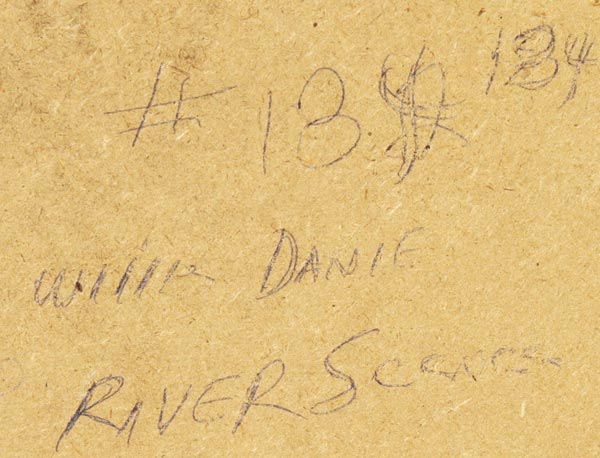 # 13 134
DANIE
RIVER Scene